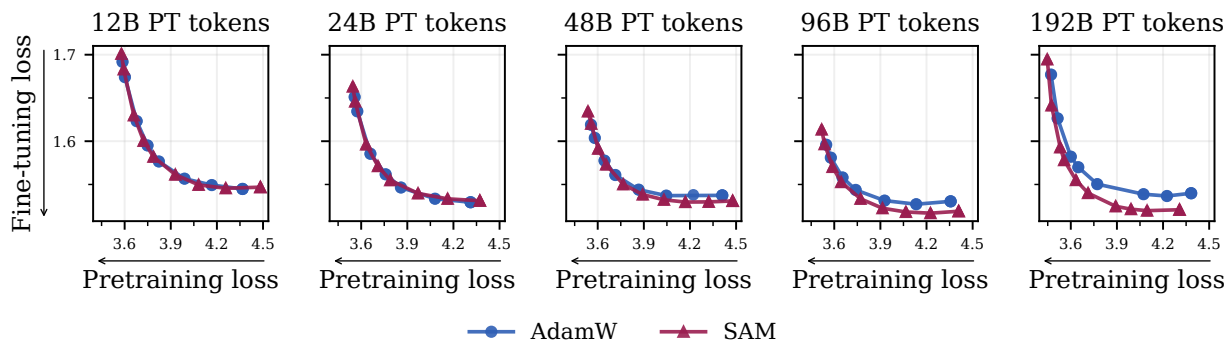 12B PT tokens
24B PT tokens
48B PT tokens
96B PT tokens
192B PT tokens
Fine-tuning loss
1.7
1.6
3.6 3.9 4.2 4.5
3.6 3.9 4.2 4.5
3.6 3.9 4.2 4.5
3.6 3.9 4.2 4.5
3.6 3.9 4.2 4.5
Pretraining loss
Pretraining loss
Pretraining loss
Pretraining loss
Pretraining loss
AdamW
SAM